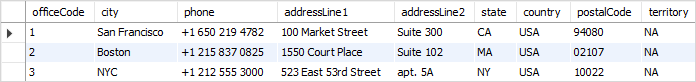 officeCode city phone addressLine1 addressLine2 state country postalCode territory
1 San Francisco +1 650 219 4782 100 Market Street Suite 300 CA USA 94080 NA
2 Boston +1 215 837 0825 1550 Court Place Suite 102 MA USA 02107 NA
3 NYC +1 212 555 3000 523 East 53rd Street apt. 5A NY USA 10022 NA